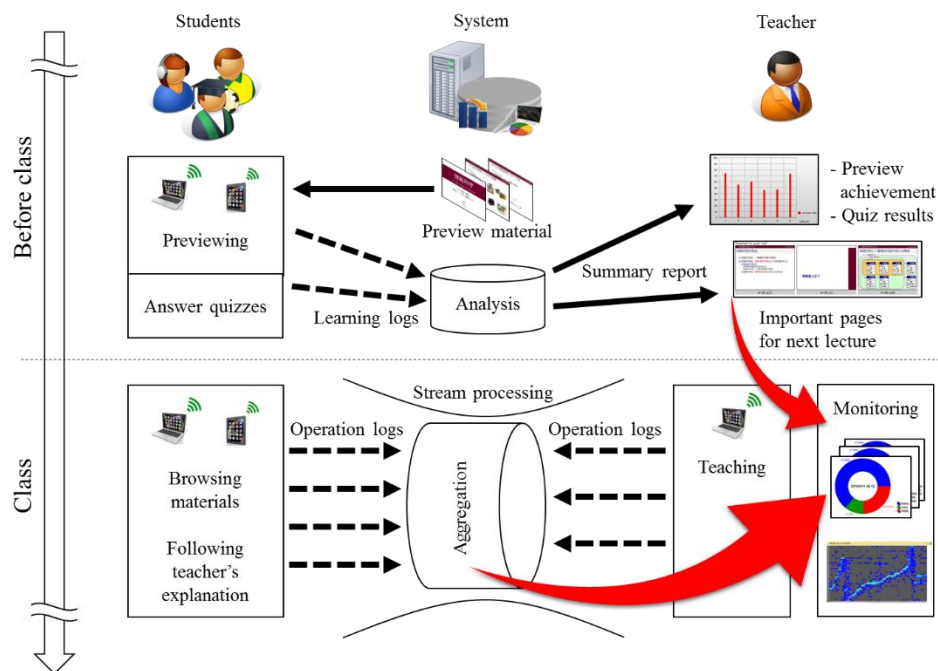 Students
System
Teacher
Before class
Previewing
Answer quizzes
Preview material
Learning logs
Analysis
Summary report
- Preview
achievement
- Quiz results
Important pages
for next lecture
Class
Browsing
materials
Following
teacher's
explanation
Operation logs
Stream processing
Aggregation
Operation logs
Teaching
Monitoring